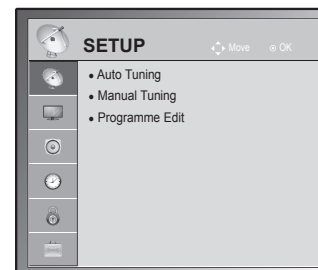 SETUP
Move OK
• Auto Tuning
• Manual Tuning
• Programme Edit